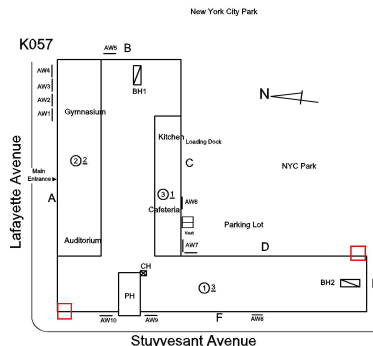 New York City Park
K057
AW5
B
AW4
AW3
AW2
AW1
BH1
N
Gymnasium
Kitchen
Loading Dock
C
2 2
3 1
NYC Park
Main
Entrance
A
Lafayette Avenue
AW6
Cafeteria
Vault
Parking Lot
Auditorium
AW7
D
CH
PH
1 3
BH2
AW10
AW9
F
AW8
Stuyvesant Avenue